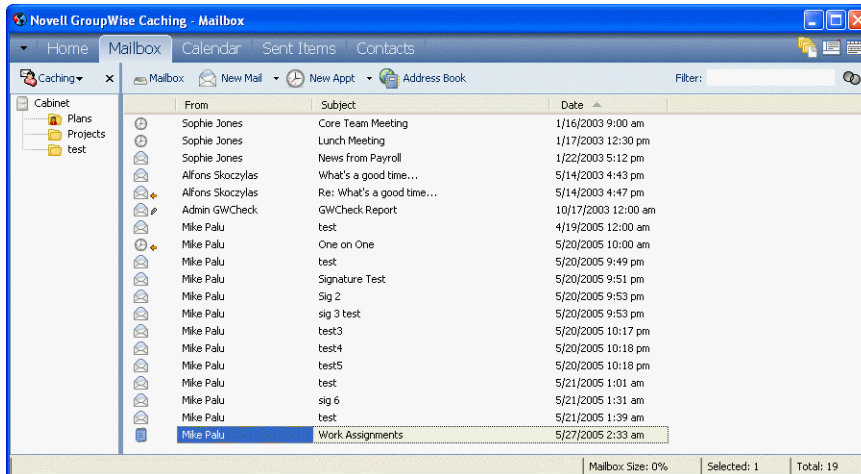 Novell GroupWise Caching - Mailbox
Home Mailbox Calendar Sent Items Contacts
Caching Mailbox New Mail New Appt Address Book Filter:
Cabinet
Plans
Projects
test
From Subject Date
Sophie Jones Core Team Meeting 1/16/2003 9:00 am
Sophie Jones Lunch Meeting 1/17/2003 12:30 pm
Sophie Jones News from Payroll 1/22/2003 5:12 pm
Alfons Skoczylas What's a good time... 5/14/2003 4:43 pm
Alfons Skoczylas Re: What's a good time... 5/14/2003 4:47 pm
Admin GWCheck GWCheck Report 10/17/2003 12:00 am
Mike Palu test 4/19/2005 12:00 am
Mike Palu One on One 5/20/2005 10:00 am
Mike Palu test 5/20/2005 9:49 pm
Mike Palu Signature Test 5/20/2005 9:51 pm
Mike Palu Sig 2 5/20/2005 9:53 pm
Mike Palu sig 3 test 5/20/2005 9:53 pm
Mike Palu test3 5/20/2005 10:17 pm
Mike Palu test4 5/20/2005 10:18 pm
Mike Palu test5 5/20/2005 10:18 pm
Mike Palu test 5/21/2005 1:01 am
Mike Palu sig 6 5/21/2005 1:31 am
Mike Palu test 5/21/2005 1:39 am
Mike Palu Work Assignments 5/27/2005 2:33 am
Mailbox Size: 0% Selected: 1 Total: 19